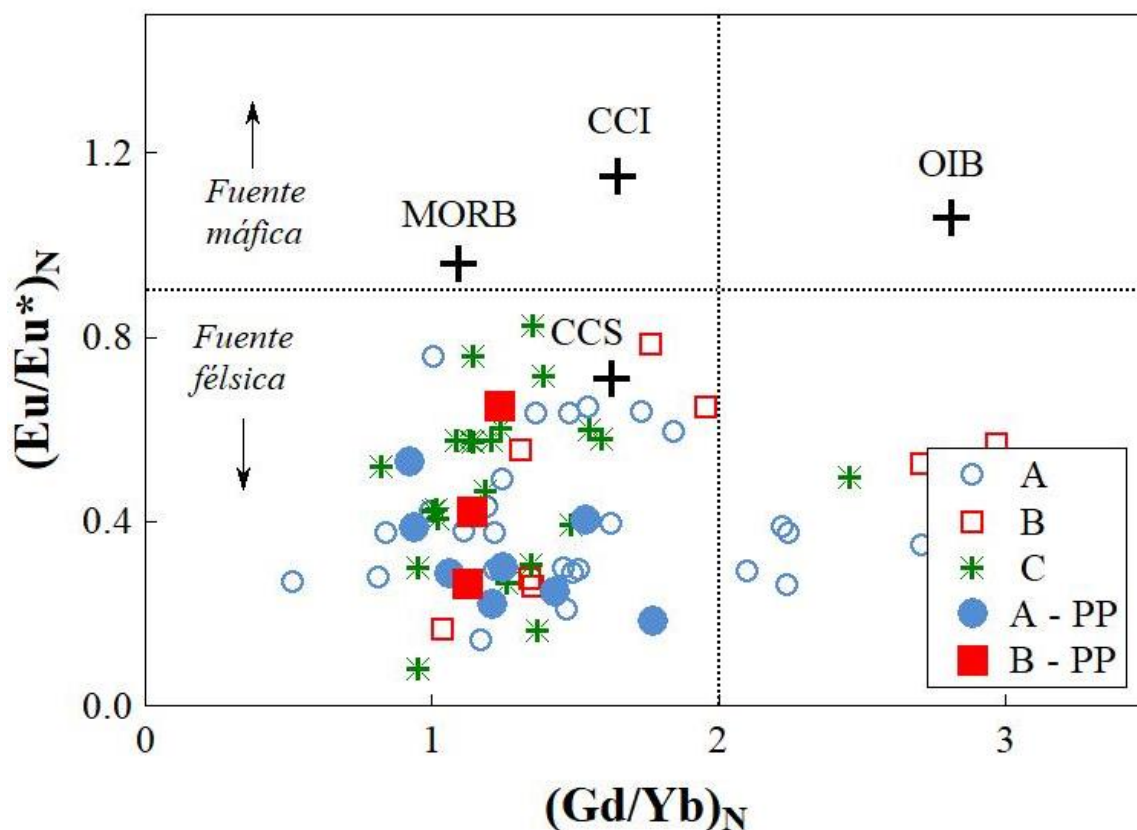 CCI
1.2
OIB
Fuente
máfica
MORB
(Eu/Eu*)N
0.8
CCS
Fuente
félsica
A
B
0.4
C
A - PP
B - PP
0.0
0
1
2
3
(Gd/Yb)N